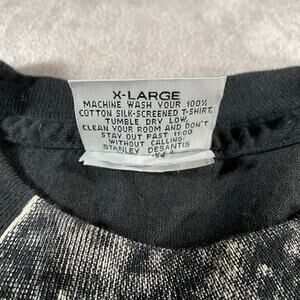 X-LARGE
MACHINE WASH YOUR 100%
COTTON SILK-SCREENED T-SHIRT,
TUMBLE DRY LOW,
CLEAN YOUR ROOM AND DON'T
STAY OUT PAST 11:00
WITHOUT CALLING!
STANLEY DESANTIS